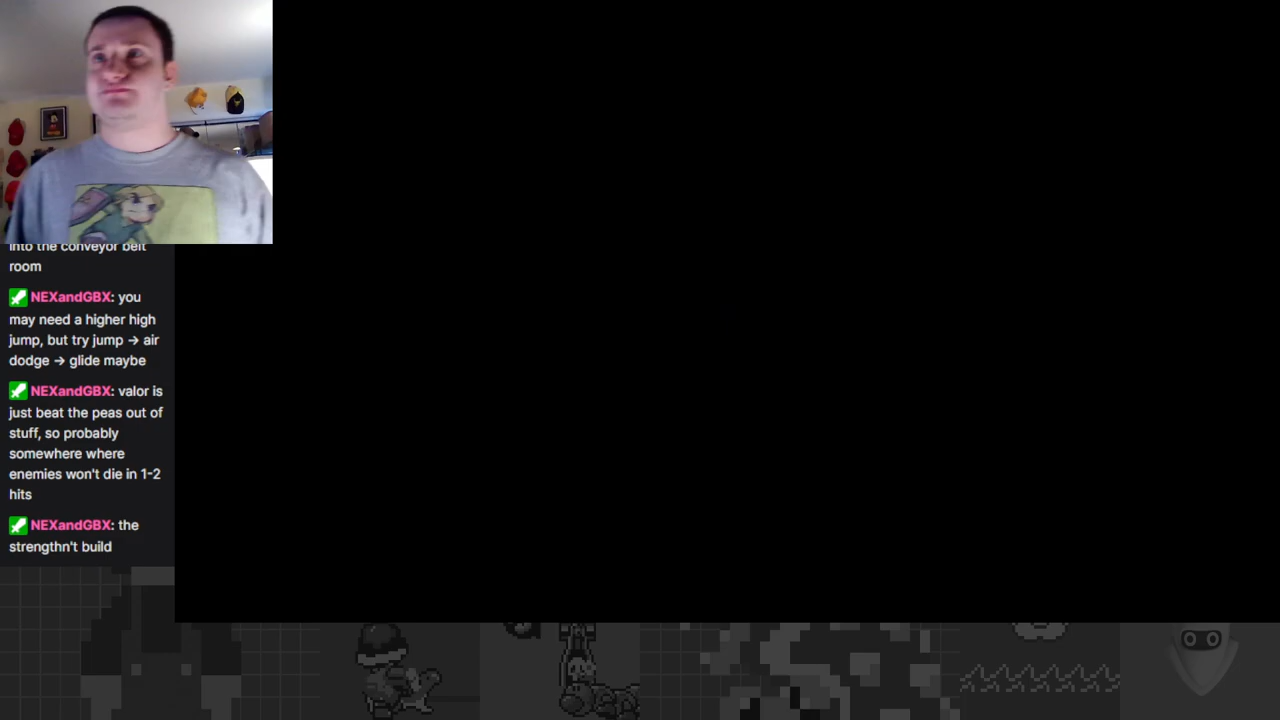 into the conveyor belt
room
NEXandGBX: you
may need a higher high
jump, but try jump → air
dodge → glide maybe
NEXandGBX: valor is
just beat the peas out of
stuff, so probably
somewhere where
enemies won't die in 1-2
hits
NEXandGBX: the
strengthn't build